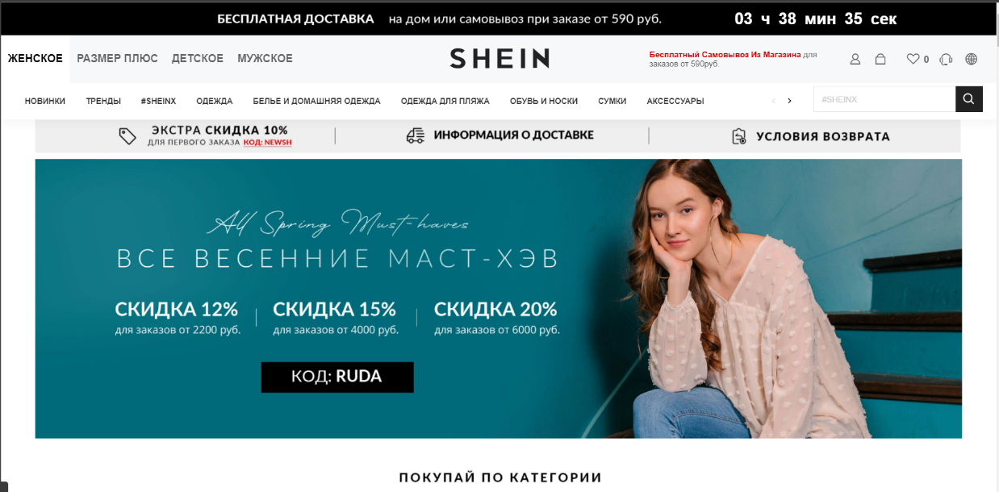 БЕСПЛАТНАЯ ДОСТАВКА на дом или самовывоз при заказе от 590 руб. 03 ч 38 мин 35 сек
ЖЕНСКОЕ РАЗМЕР ПЛЮС ДЕТСКОЕ МУЖСКОЕ
SHEIN
Бесплатный Самовывоз Из Магазина для
заказов от 590руб.
0
НОВИНКИ ТРЕНДЫ #SHEINX ОДЕЖДА БЕЛЬЕ И ДОМАШНЯЯ ОДЕЖДА ОДЕЖДА ДЛЯ ПЛЯЖА ОБУВЬ И НОСКИ СУМКИ АКСЕССУАРЫ
#SHEINX
ЭКСТРА СКИДКА 10%
ДЛЯ ПЕРВОГО ЗАКАЗА КОД: NEWSH
ИНФОРМАЦИЯ О ДОСТАВКЕ
УСЛОВИЯ ВОЗВРАТА
All Spring Must-haves
ВСЕ ВЕСЕННИЕ МАСТ-ХЭВ
СКИДКА 12% СКИДКА 15% СКИДКА 20%
для заказов от 2200 руб. для заказов от 4000 руб. для заказов от 6000 руб.
КОД: RUDA
ПОКУПАЙ ПО КАТЕГОРИИ